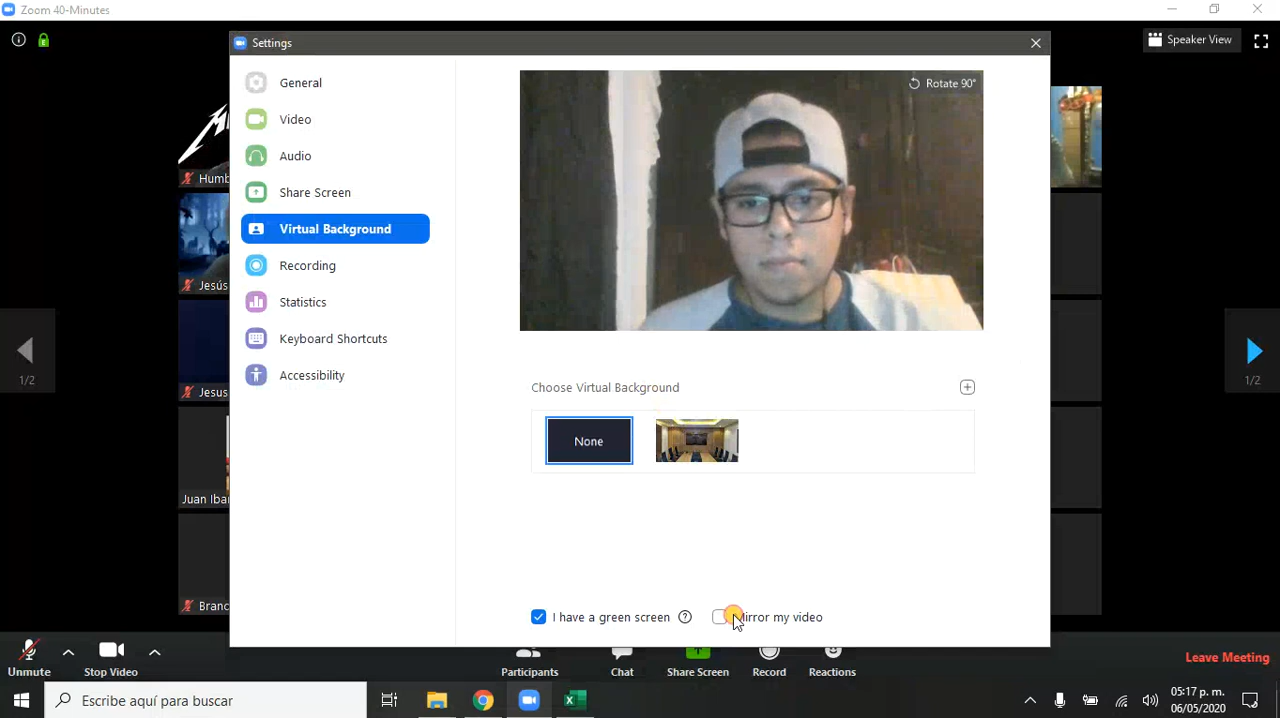 Zoom 40-Minutes
Settings
Speaker View
General
Rotate 90°
Video
Audio
Share Screen
Virtual Background
Recording
Statistics
Keyboard Shortcuts
Accessibility
Humb
Jesús
Jesus
Juan Ibar
Branc
1/2
1/2
Choose Virtual Background
None
I have a green screen
Mirror my video
Unmute
Stop Video
Participants
Chat
Share Screen
Record
Reactions
Leave Meeting
Escribe aquí para buscar
05:17 p. m.
06/05/2020